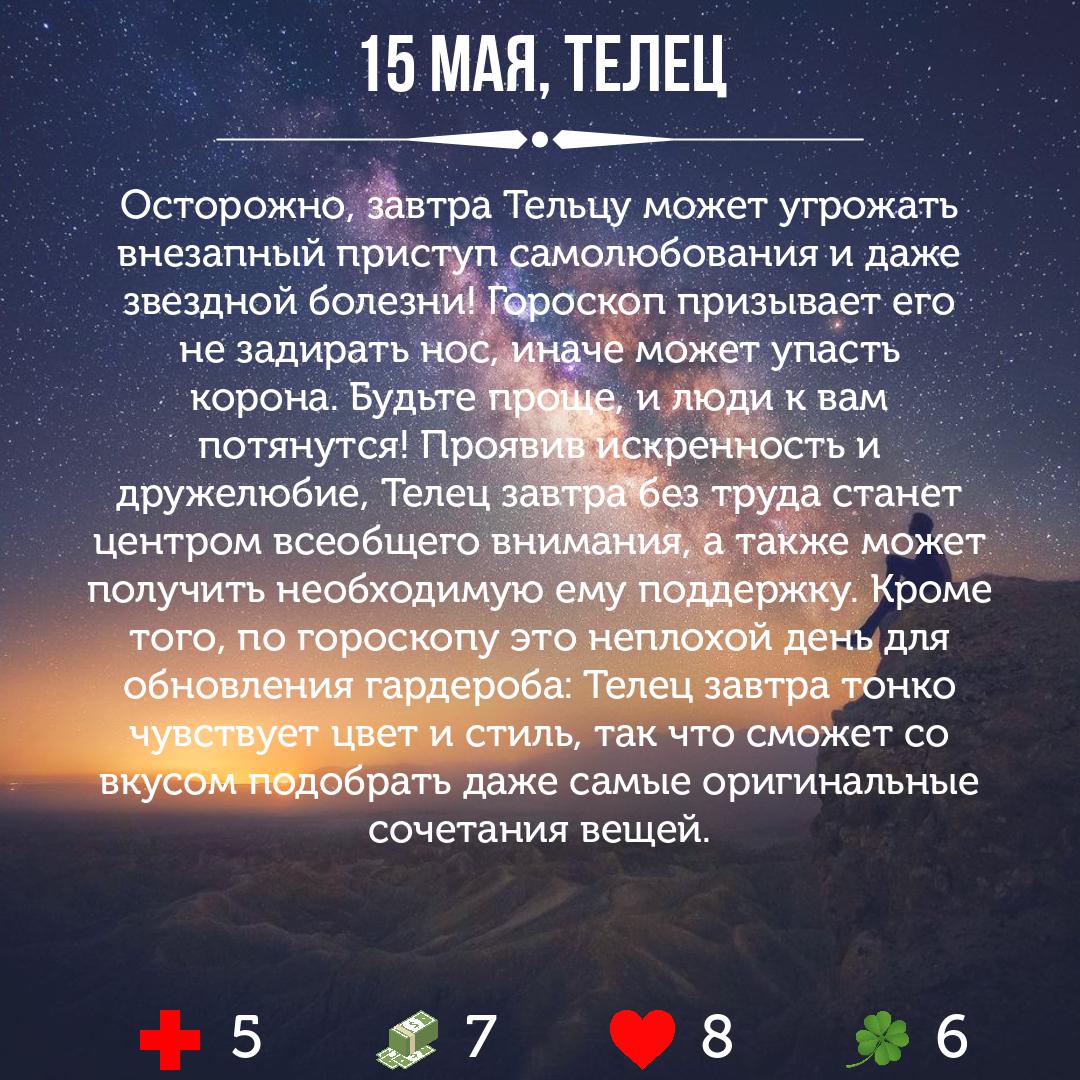 15 МАЯ, ТЕЛЕЦ
Осторожно, завтра Тельцу может угрожать
внезапный приступ самолюбования и даже
звездной болезни! Гороскоп призывает его
не задирать нос, иначе может упасть
корона. Будьте проще, и люди к вам
потянутся! Проявив искренность и
дружелюбие, Телец завтра без труда станет
центром всеобщего внимания, а также может
получить необходимую ему поддержку. Кроме
того, по гороскопу это неплохой день для
обновления гардероба: Телец завтра тонко
чувствует цвет и стиль, так что сможет со
вкусом подобрать даже самые оригинальные
сочетания вещей.
5 7 8 6